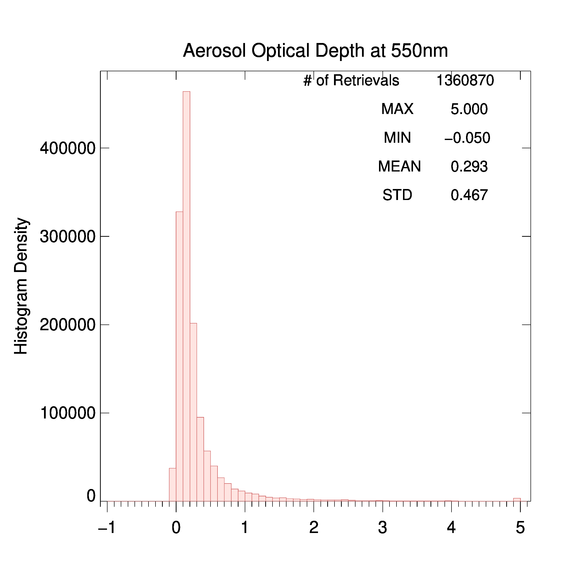 Aerosol Optical Depth at 550nm
# of Retrievals 1360870
MAX 5.000
MIN −0.050
MEAN 0.293
STD 0.467
Histogram Density
400000
300000
200000
100000
0
−1 0 1 2 3 4 5